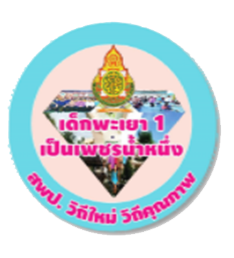 เด็กพะเยา 1
เป็นเพชรน้ำหนึ่ง
สพป. วิถีใหม่ วิถีคุณภาพ